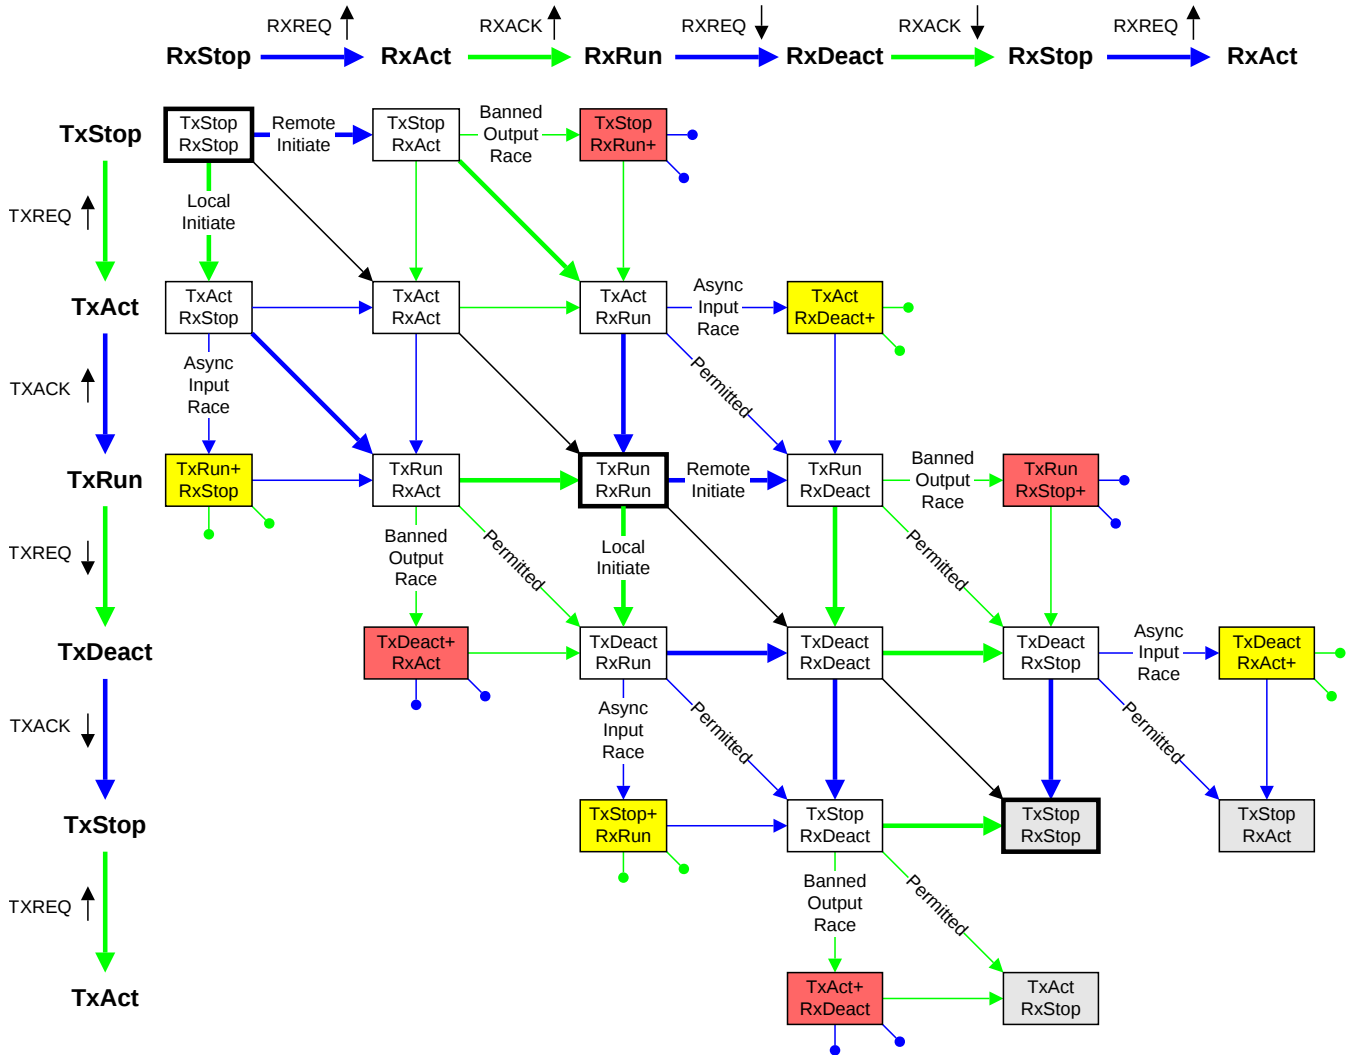 RXREQ
RXACK
RXREQ
RXACK
RXREQ
RxStop
RxAct
RxRun
RxDeact
RxStop
RxAct
TxStop
TxStop
RxStop
Remote
Initiate
TxStop
RxAct
Banned
Output
Race
TxStop
RxRun+
TXREQ
Local
Initiate
TxAct
TxAct
RxStop
TxAct
RxAct
TxAct
RxRun
Async
Input
Race
TxAct
RxDeact+
TXACK
Async
Input
Race
Permitted
TxRun
TxRun+
RxStop
TxRun
RxAct
TxRun
RxRun
Remote
Initiate
TxRun
RxDeact
Banned
Output
Race
TxRun
RxStop+
TXREQ
Banned
Output
Race
Permitted
Local
Initiate
Permitted
TxDeact
TxDeact+
RxAct
TxDeact
RxRun
TxDeact
RxDeact
TxDeact
RxStop
Async
Input
Race
TxDeact
RxAct+
TXACK
Async
Input
Race
Permitted
Permitted
TxStop
TxStop+
RxRun
TxStop
RxDeact
TxStop
RxStop
TxStop
RxAct
TXREQ
Banned
Output
Race
Permitted
TxAct
TxAct+
RxDeact
TxAct
RxStop